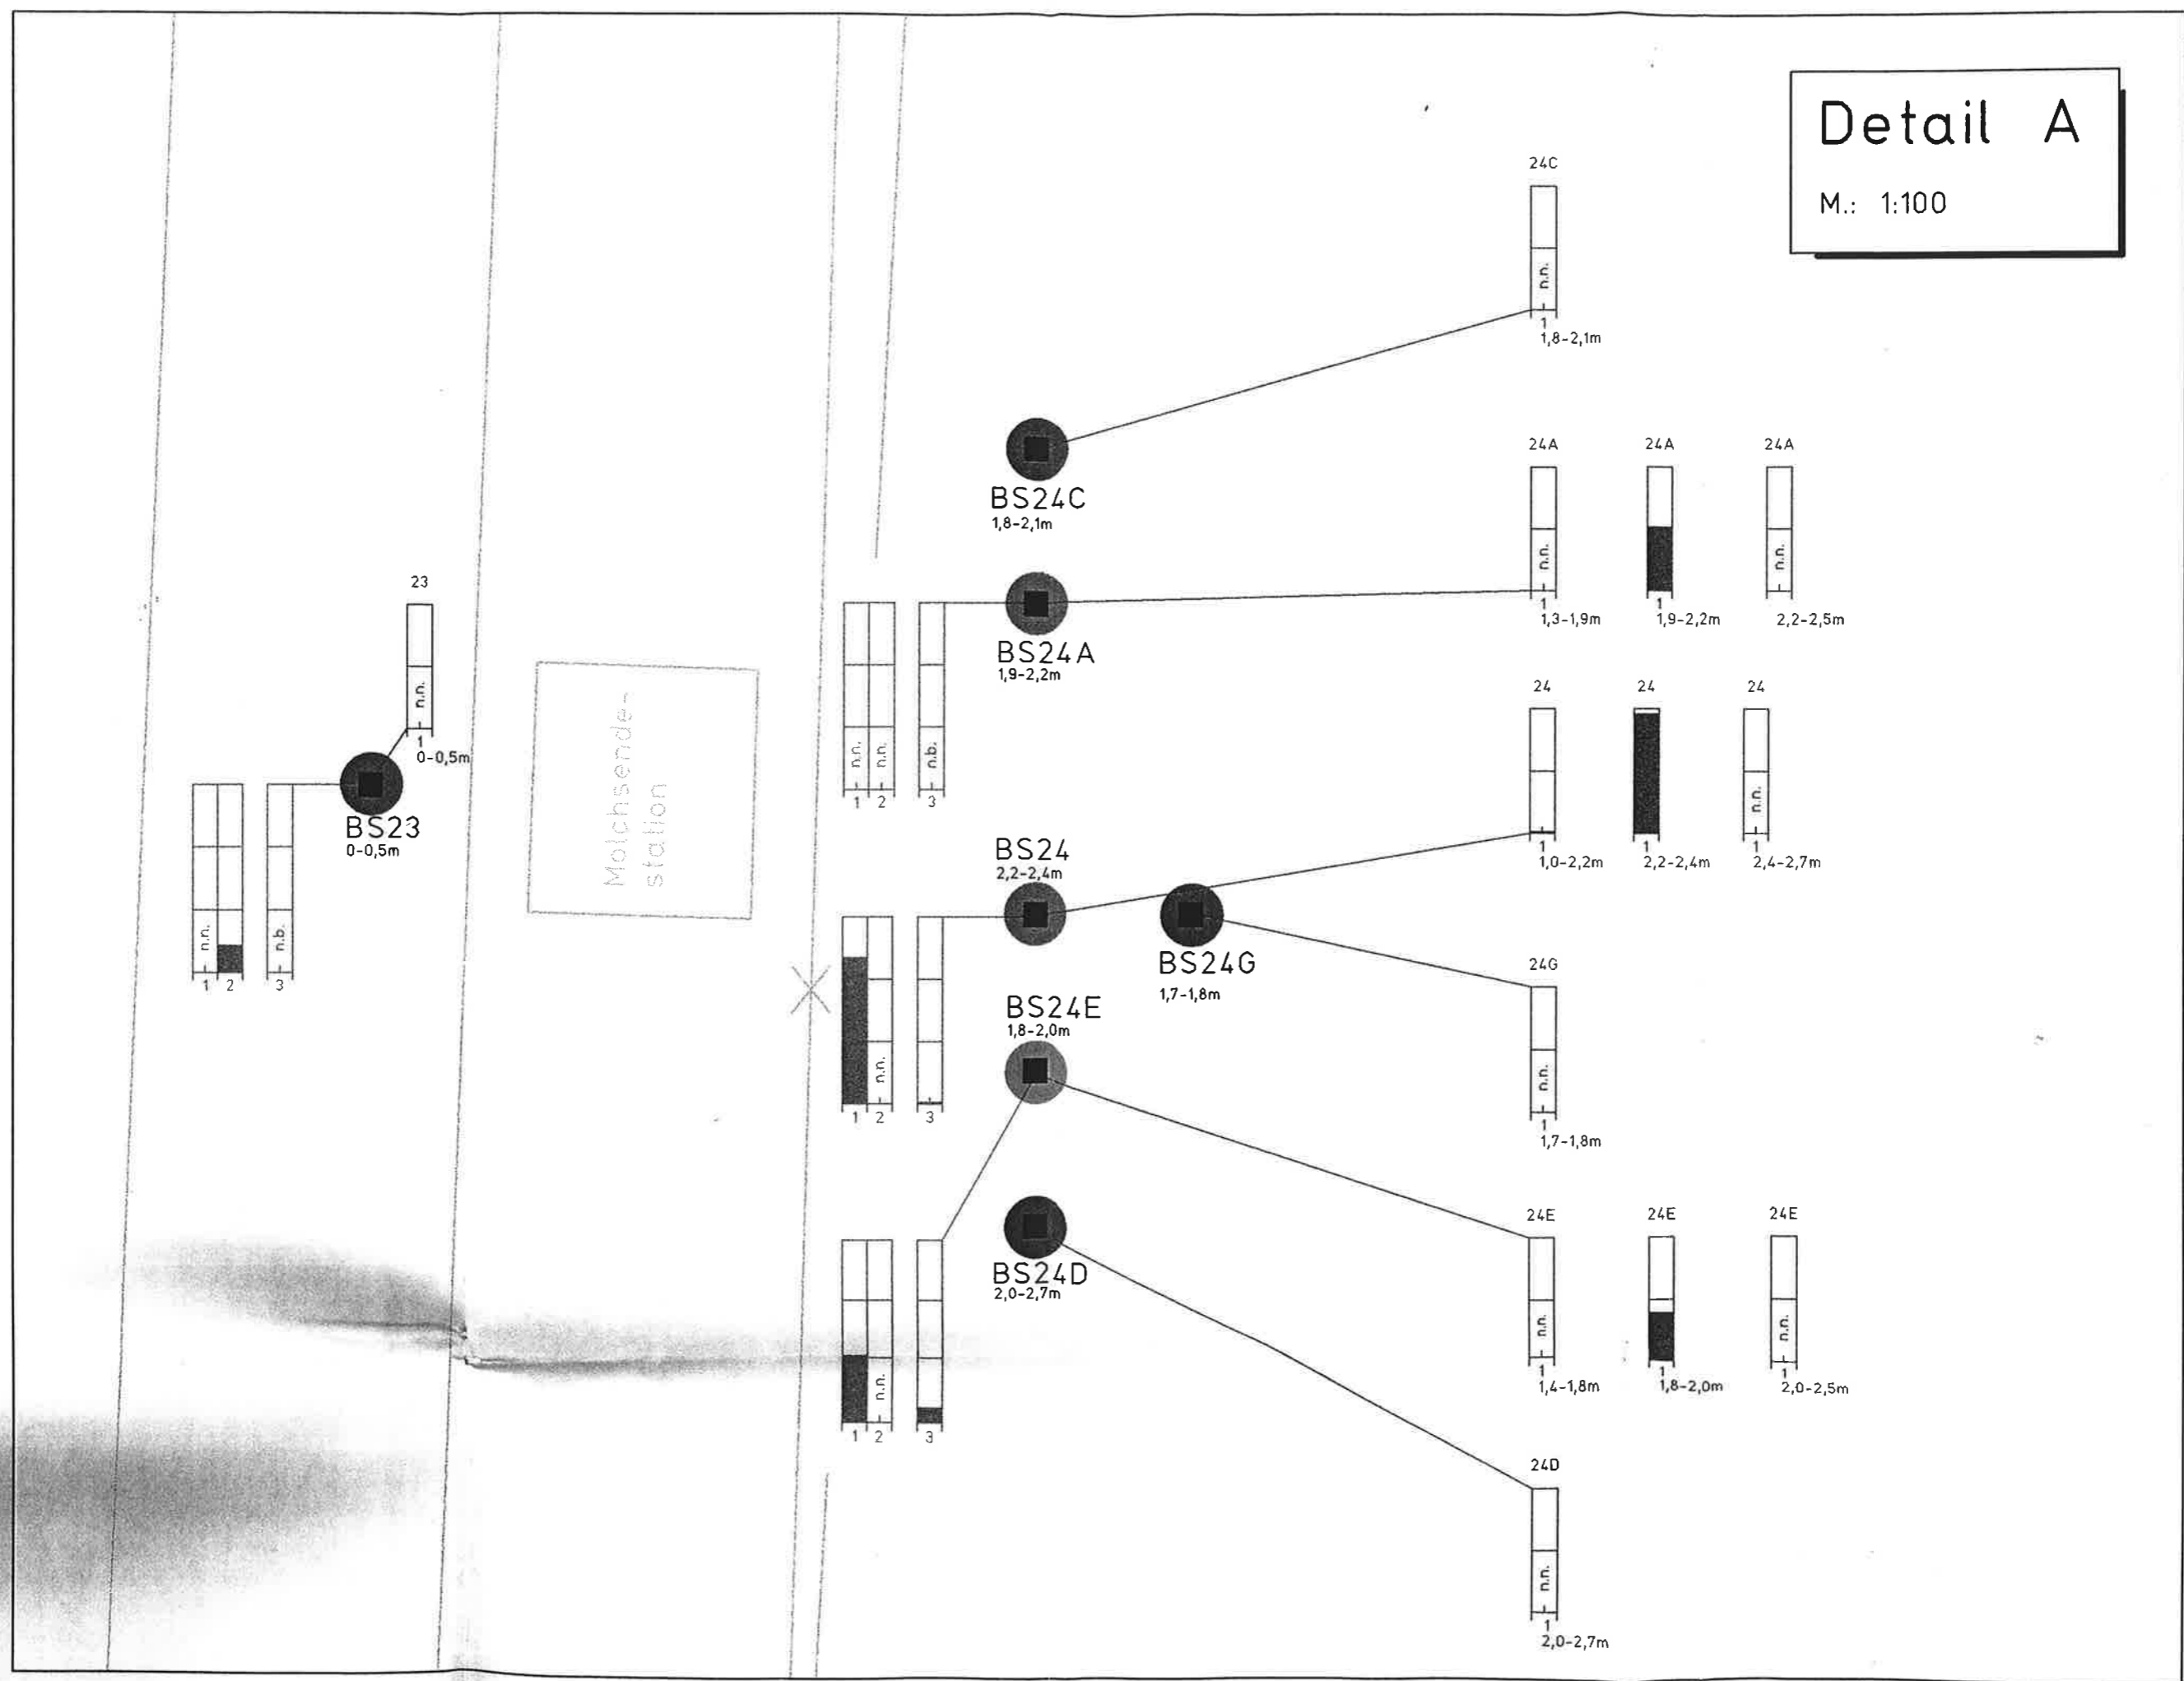 Detail A
M.: 1:100
24C
n.n.
1
1,8-2,1m
BS24C
1,8-2,1m
24A
24A
24A
n.n.
n.n.
1
1,3-1,9m
1
1,9-2,2m
2,2-2,5m
BS24A
1,9-2,2m
n.n.
n.n.
n.b.
1
2
3
23
n.n.
1
0-0,5m
BS23
0-0,5m
n.n.
n.b.
1
2
3
Molchsende-
station
24
24
24
n.n.
1
1,0-2,2m
1
2,2-2,4m
1
2,4-2,7m
BS24
2,2-2,4m
n.n.
1
2
3
BS24G
1,7-1,8m
24G
n.n.
1
1,7-1,8m
BS24E
1,8-2,0m
24E
24E
24E
n.n.
n.n.
1
1,4-1,8m
1
1,8-2,0m
1
2,0-2,5m
n.n.
1
2
3
BS24D
2,0-2,7m
24D
n.n.
1
2,0-2,7m